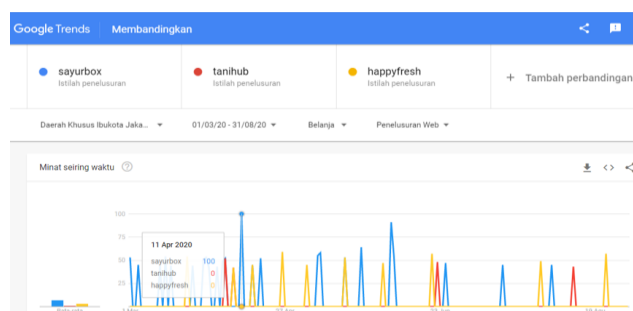 Google Trends Membandingkan
sayurbox
Istilah penelusuran
tanihub
Istilah penelusuran
happyfresh
Istilah penelusuran
+ Tambah perbandingan
Daerah Khusus Ibukota Jaka...
01/03/20 - 31/08/20
Belanja
Penelusuran Web
Minat seiring waktu
100
75
50
25
11 Apr 2020
sayurbox 100
tanihub 0
happyfresh 0